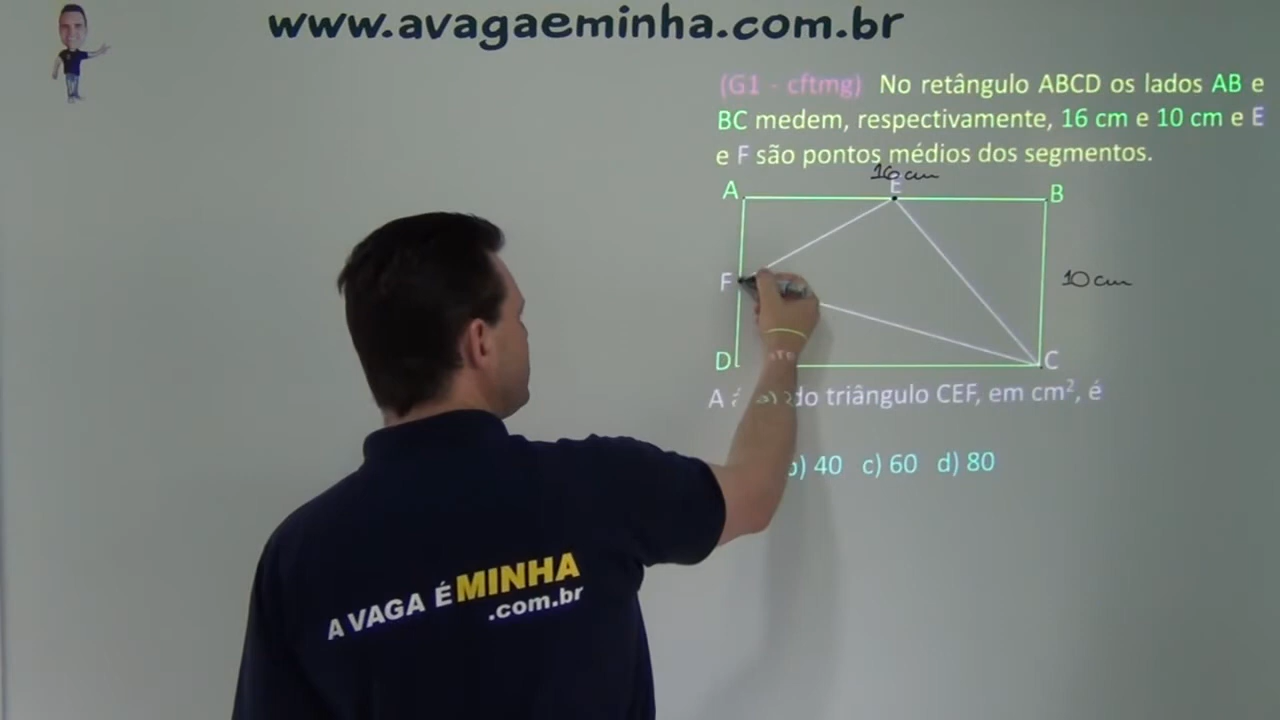 www.avagaeminha.com.br
(G1 - cftmg) No retângulo ABCD os lados AB e
BC medem, respectivamente, 16 cm e 10 cm e E
e F são pontos médios dos segmentos.
16 cm
A E B
F 10 cm
D C
A do triângulo CEF, em cm², é
b) 40 c) 60 d) 80
A VAGA É MINHA
.com.br